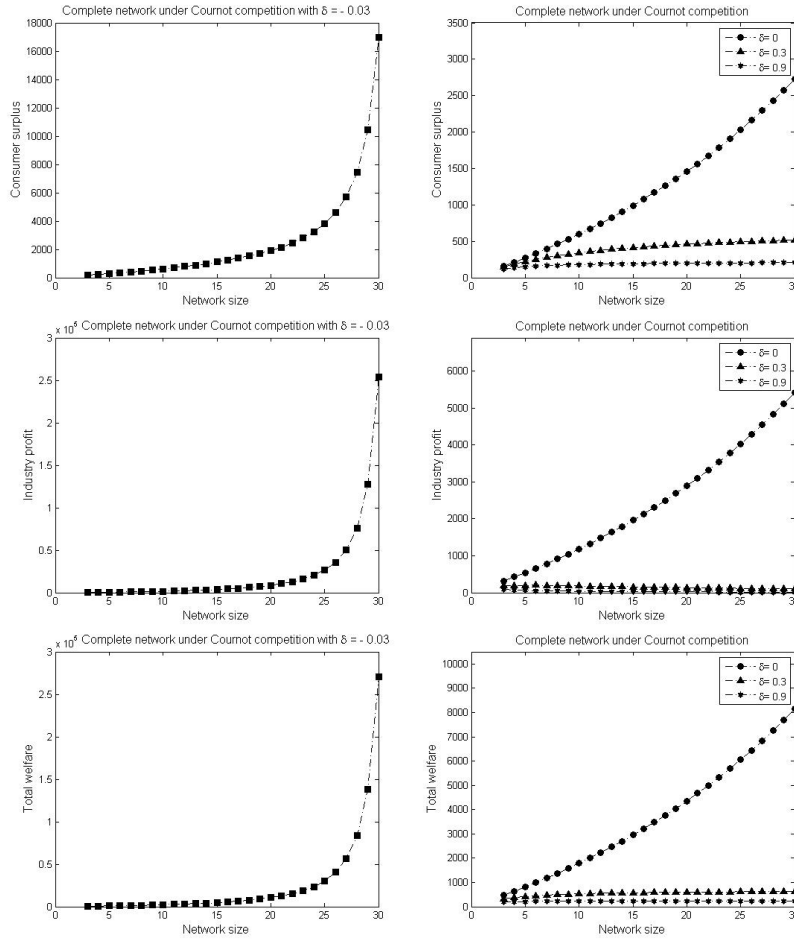 Complete network under Cournot competition with δ = - 0.03
Consumer surplus
18000
16000
14000
12000
10000
8000
6000
4000
2000
0
0 5 10 15 20 25 30
Network size
Complete network under Cournot competition
Consumer surplus
3500
3000
2500
2000
1500
1000
500
0
0 5 10 15 20 25 30
Network size
δ= 0
δ= 0.3
δ= 0.9
x 10⁵ Complete network under Cournot competition with δ = - 0.03
Industry profit
3
2.5
2
1.5
1
0.5
0
0 5 10 15 20 25 30
Network size
Complete network under Cournot competition
Industry profit
6000
5000
4000
3000
2000
1000
0
0 5 10 15 20 25 30
Network size
δ= 0
δ= 0.3
δ= 0.9
x 10⁵ Complete network under Cournot competition with δ = - 0.03
Total welfare
3
2.5
2
1.5
1
0.5
0
0 5 10 15 20 25 30
Network size
Complete network under Cournot competition
Total welfare
10000
9000
8000
7000
6000
5000
4000
3000
2000
1000
0
0 5 10 15 20 25 30
Network size
δ= 0
δ= 0.3
δ= 0.9